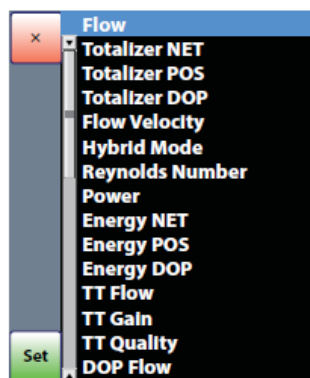 ×
Flow
Totalizer NET
Totalizer POS
Totalizer DOP
Flow Velocity
Hybrid Mode
Reynolds Number
Power
Energy NET
Energy POS
Energy DOP
TT Flow
TT Gain
TT Quality
DOP Flow
Set